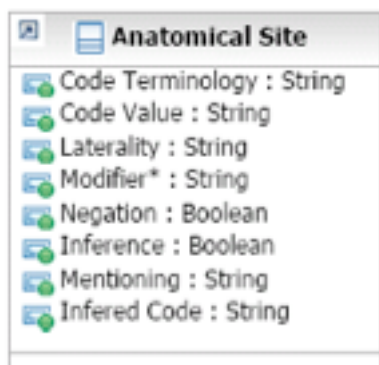 Anatomical Site
Code Terminology : String
Code Value : String
Laterality : String
Modifier* : String
Negation : Boolean
Inference : Boolean
Mentioning : String
Infered Code : String